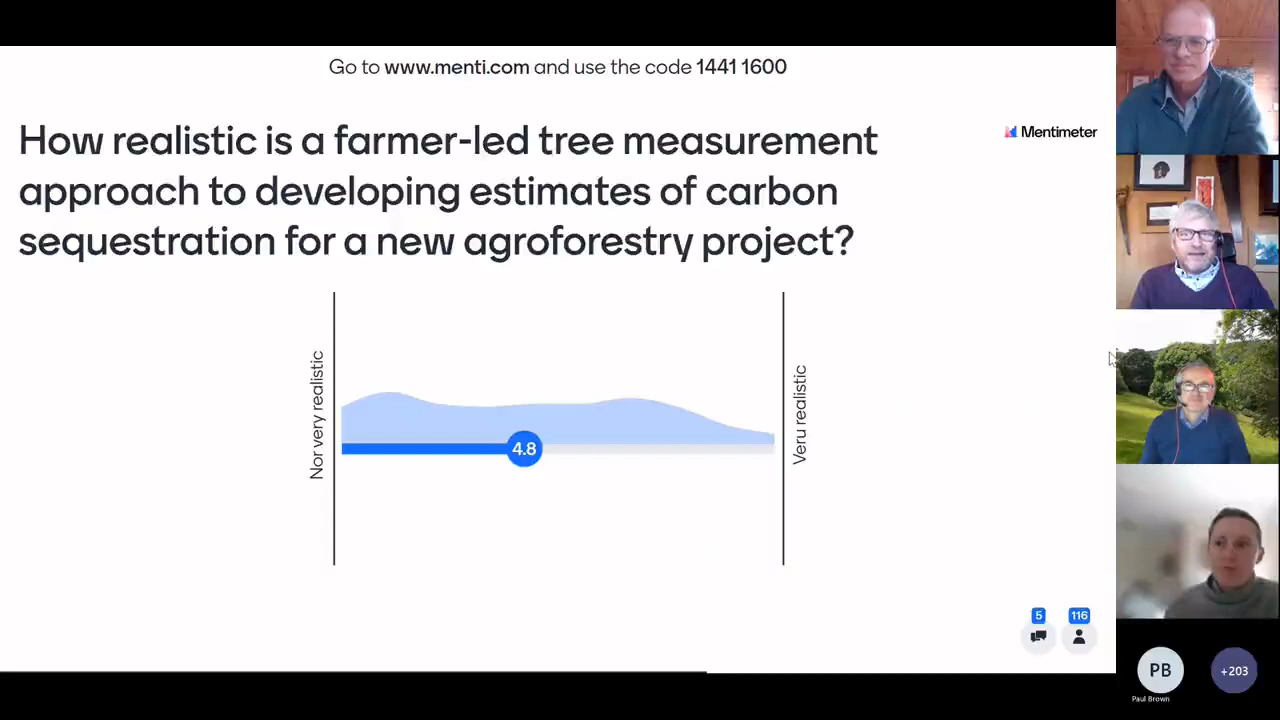 Go to www.menti.com and use the code 1441 1600
How realistic is a farmer-led tree measurement
approach to developing estimates of carbon
sequestration for a new agroforestry project?
Mentimeter
Nor very realistic
4.8
Veru realistic
5
116
PB
Paul Brown
+203